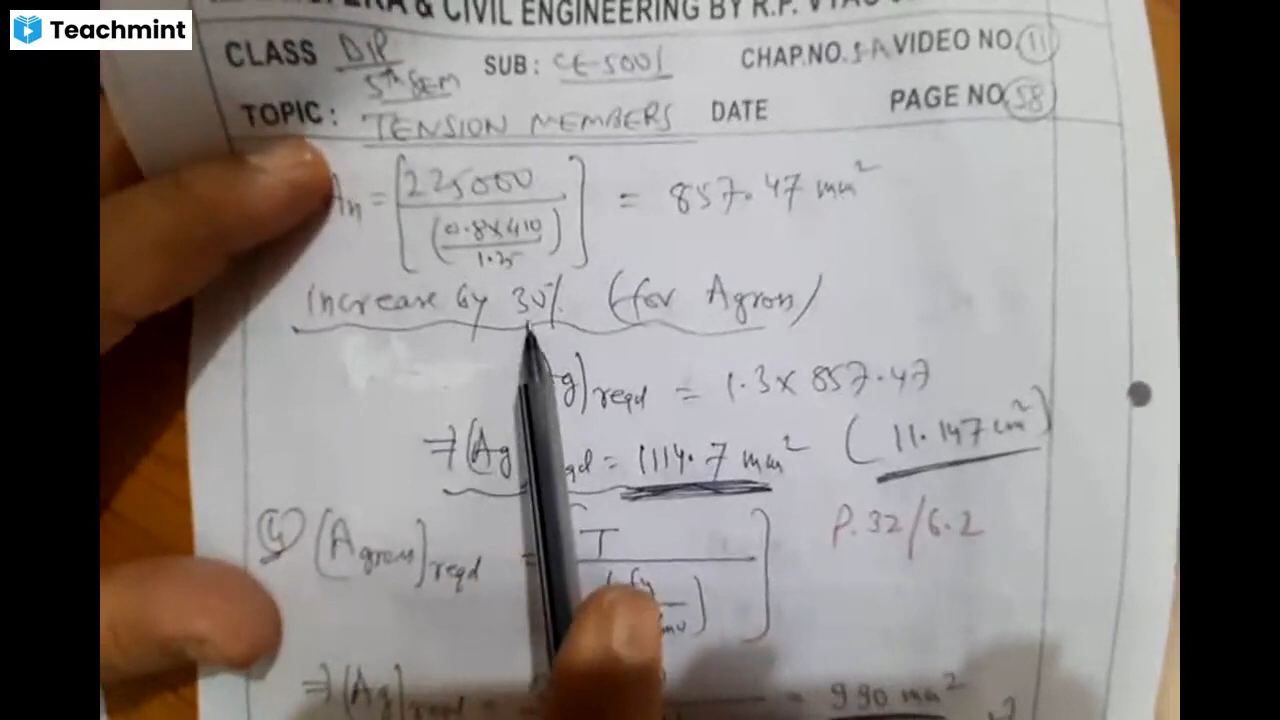 Teachmint
& CIVIL ENGINEERING BY R.P.
CLASS DIP 5th SEM SUB: CE-5001 CHAP.NO. 5-A VIDEO NO. 11
TOPIC: TENSION MEMBERS DATE PAGE NO 58
An = [225000 / (0.8×410 / 1.25)] = 857.47 mm²
increase by 30% (for Agross)
g)reqd = 1.3 × 857.47
⇒ (Ag qd = 1114.7 mm² (11.147 cm²)
(Agross)reqd = T P.32/6.2
⇒ (Ag)reqd = = 990 mm²